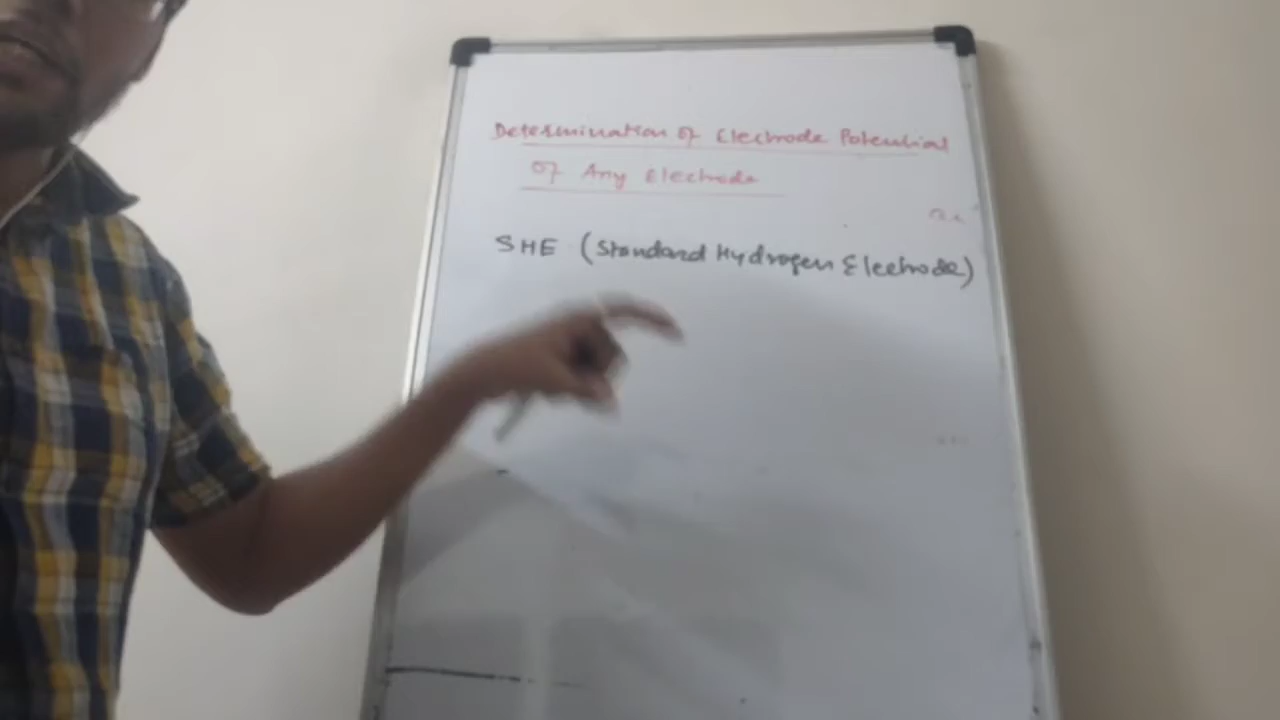 Determination of Electrode Potential
of Any Electrode
SHE (Standard Hydrogen Electrode)